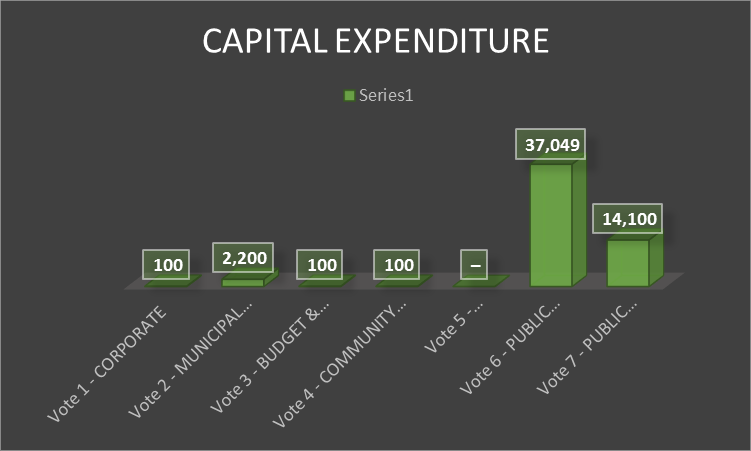 CAPITAL EXPENDITURE
Series1
37,049
14,100
100
2,200
100
100
–
Vote 1 - CORPORATE
Vote 2 - MUNICIPAL...
Vote 3 - BUDGET &...
Vote 4 - COMMUNITY...
Vote 5 -...
Vote 6 - PUBLIC...
Vote 7 - PUBLIC...